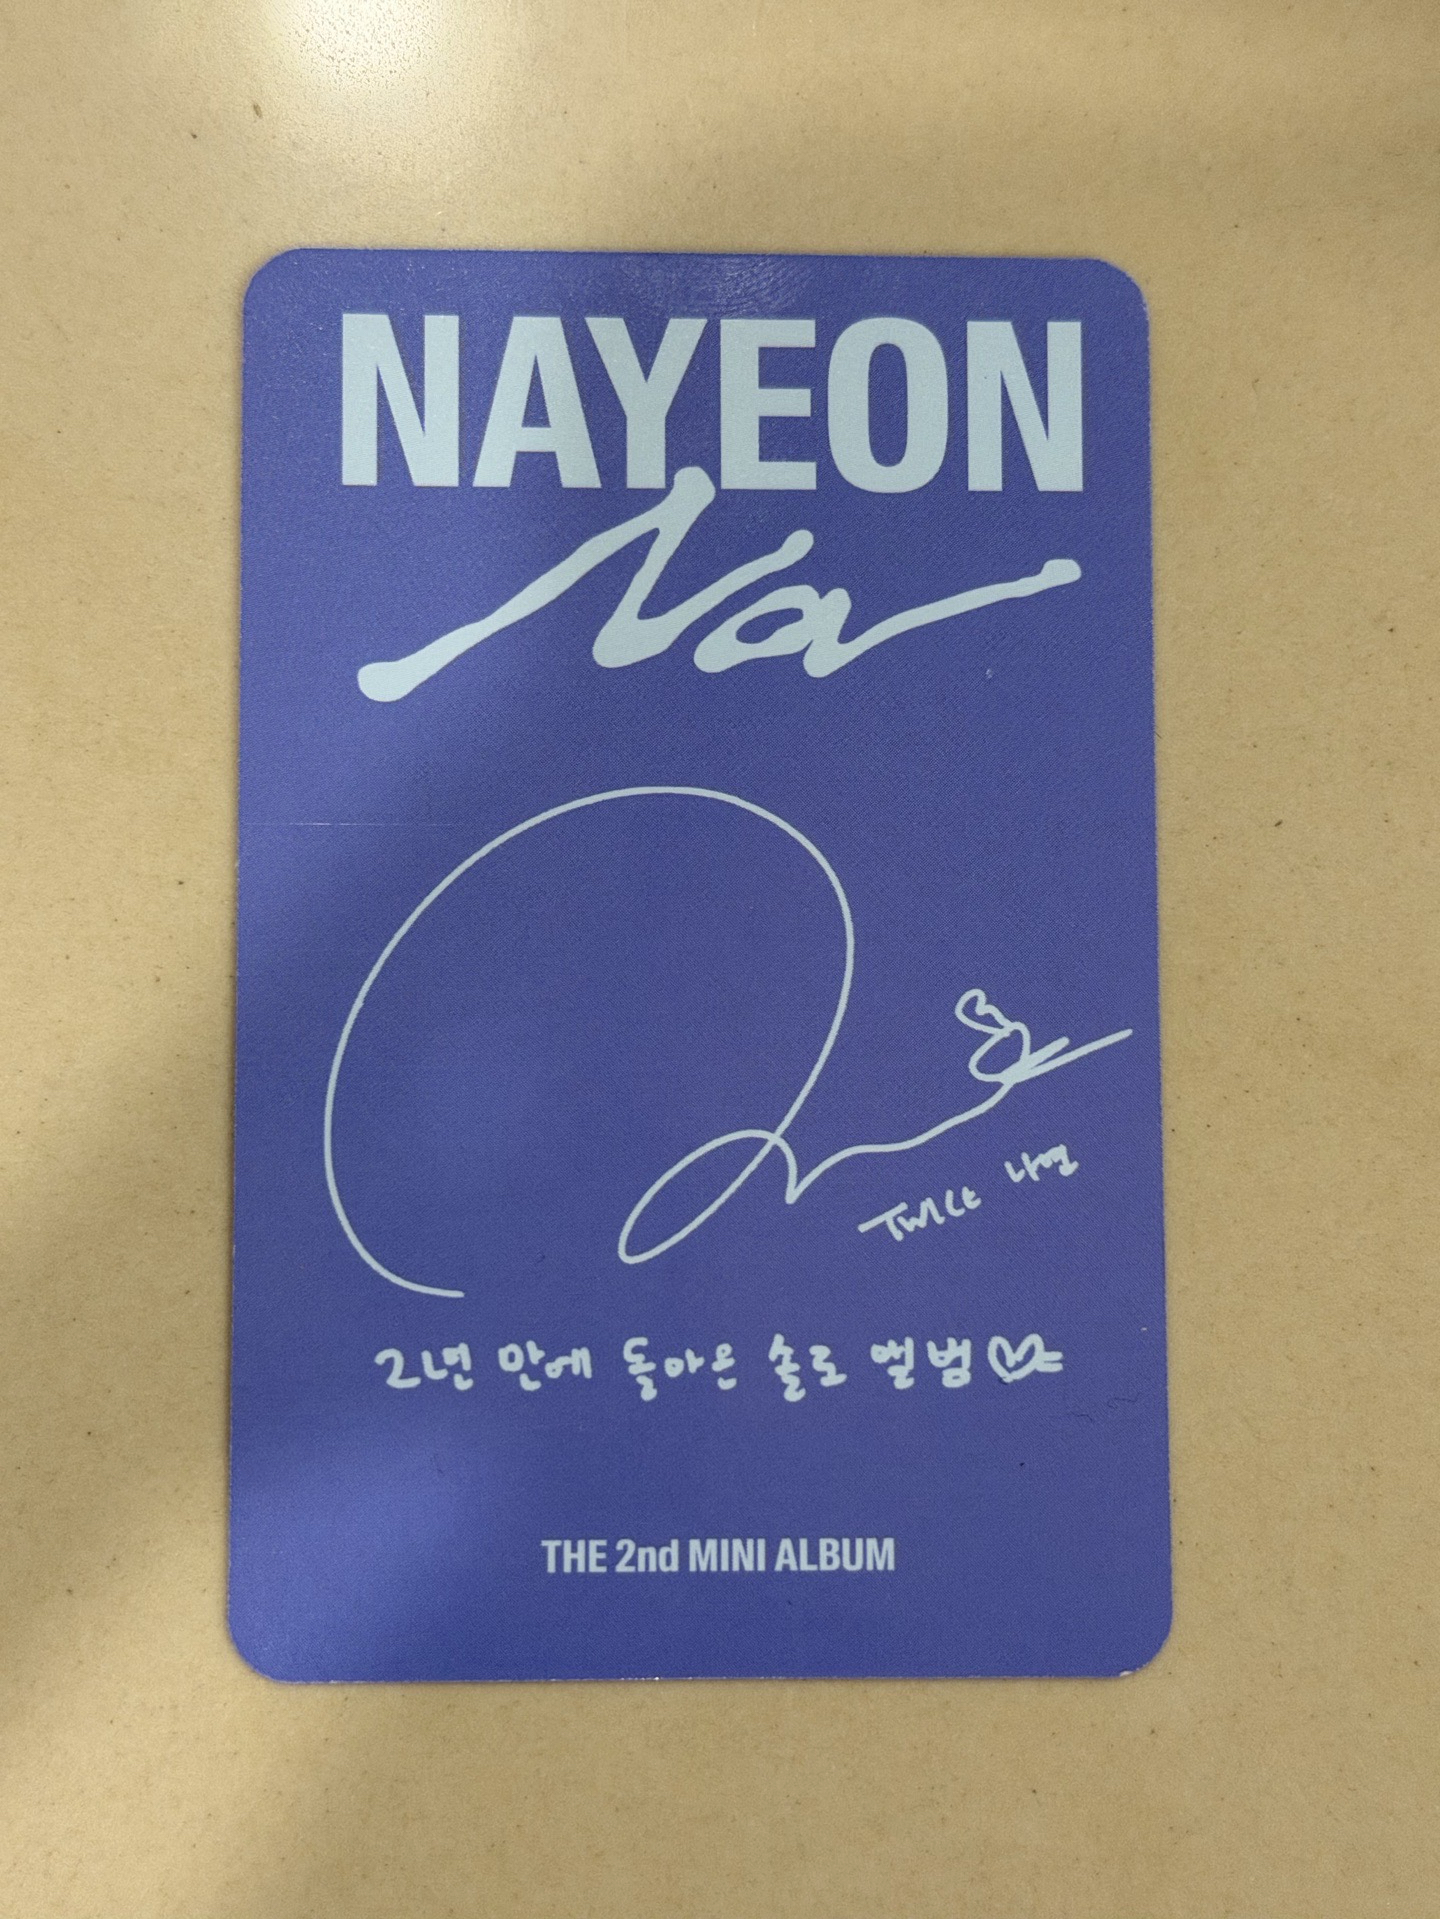 NAYEON
Na
TWICE 나연
2년 만에 돌아온 솔로 앨범
THE 2nd MINI ALBUM